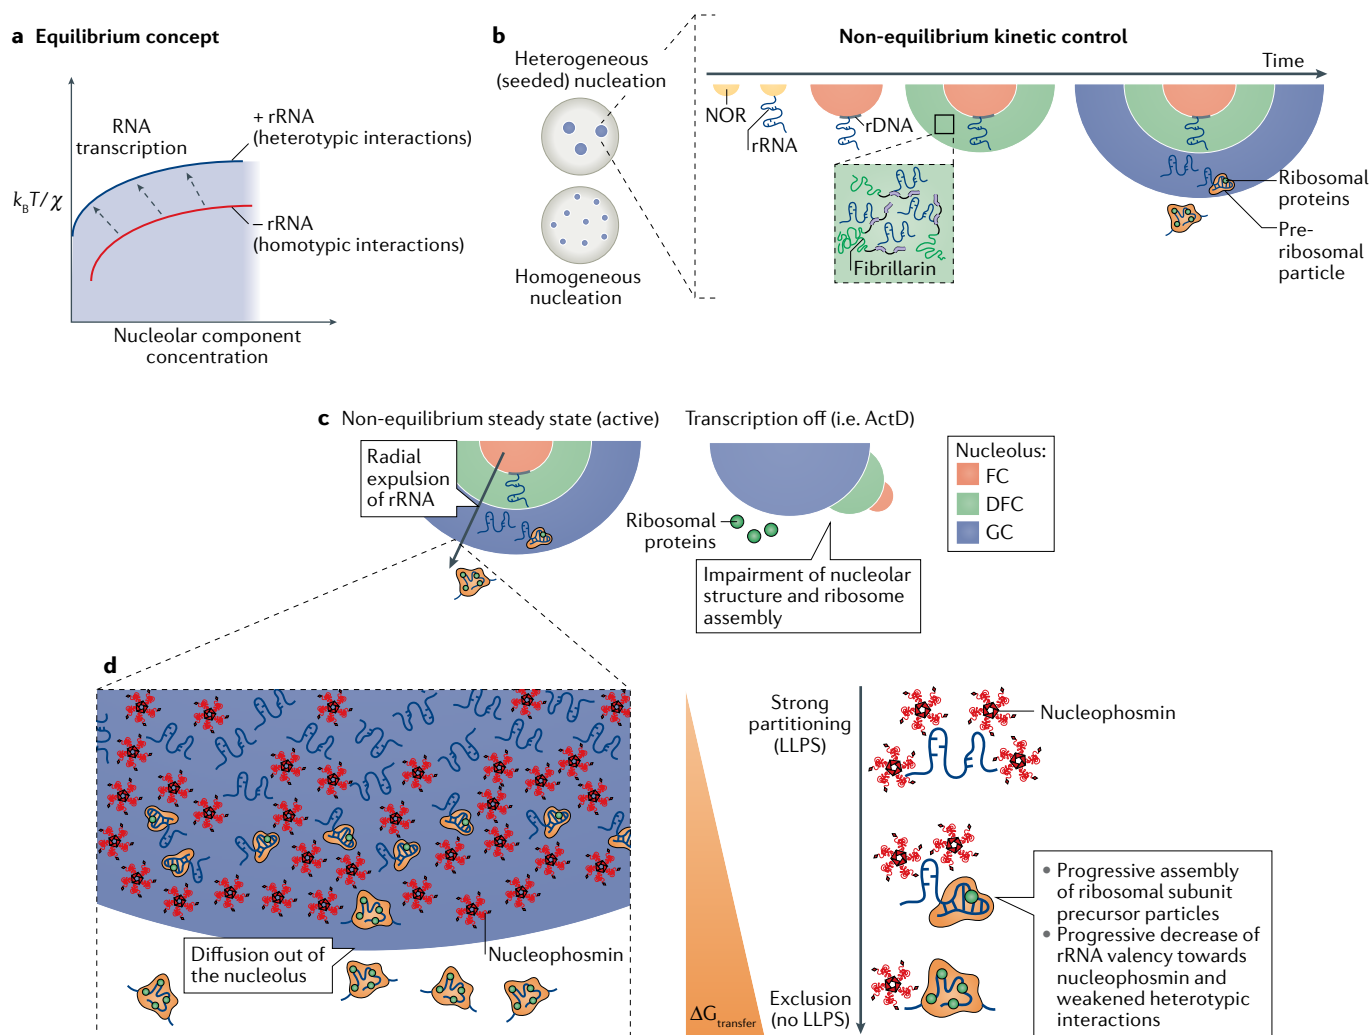 a Equilibrium concept
RNA
transcription
+ rRNA
(heterotypic interactions)
k_BT/χ
– rRNA
(homotypic interactions)
Nucleolar component
concentration
b
Non-equilibrium kinetic control
Heterogeneous
(seeded) nucleation
Homogeneous
nucleation
Time
NOR
rRNA
rDNA
Fibrillarin
Ribosomal
proteins
Pre-
ribosomal
particle
c Non-equilibrium steady state (active)
Radial
expulsion
of rRNA
Transcription off (i.e. ActD)
Ribosomal
proteins
Impairment of nucleolar
structure and ribosome
assembly
Nucleolus:
FC
DFC
GC
d
Diffusion out of
the nucleolus
Nucleophosmin
Strong
partitioning
(LLPS)
Nucleophosmin
• Progressive assembly
of ribosomal subunit
precursor particles
• Progressive decrease of
rRNA valency towards
nucleophosmin and
weakened heterotypic
interactions
Exclusion
(no LLPS)
ΔG_transfer